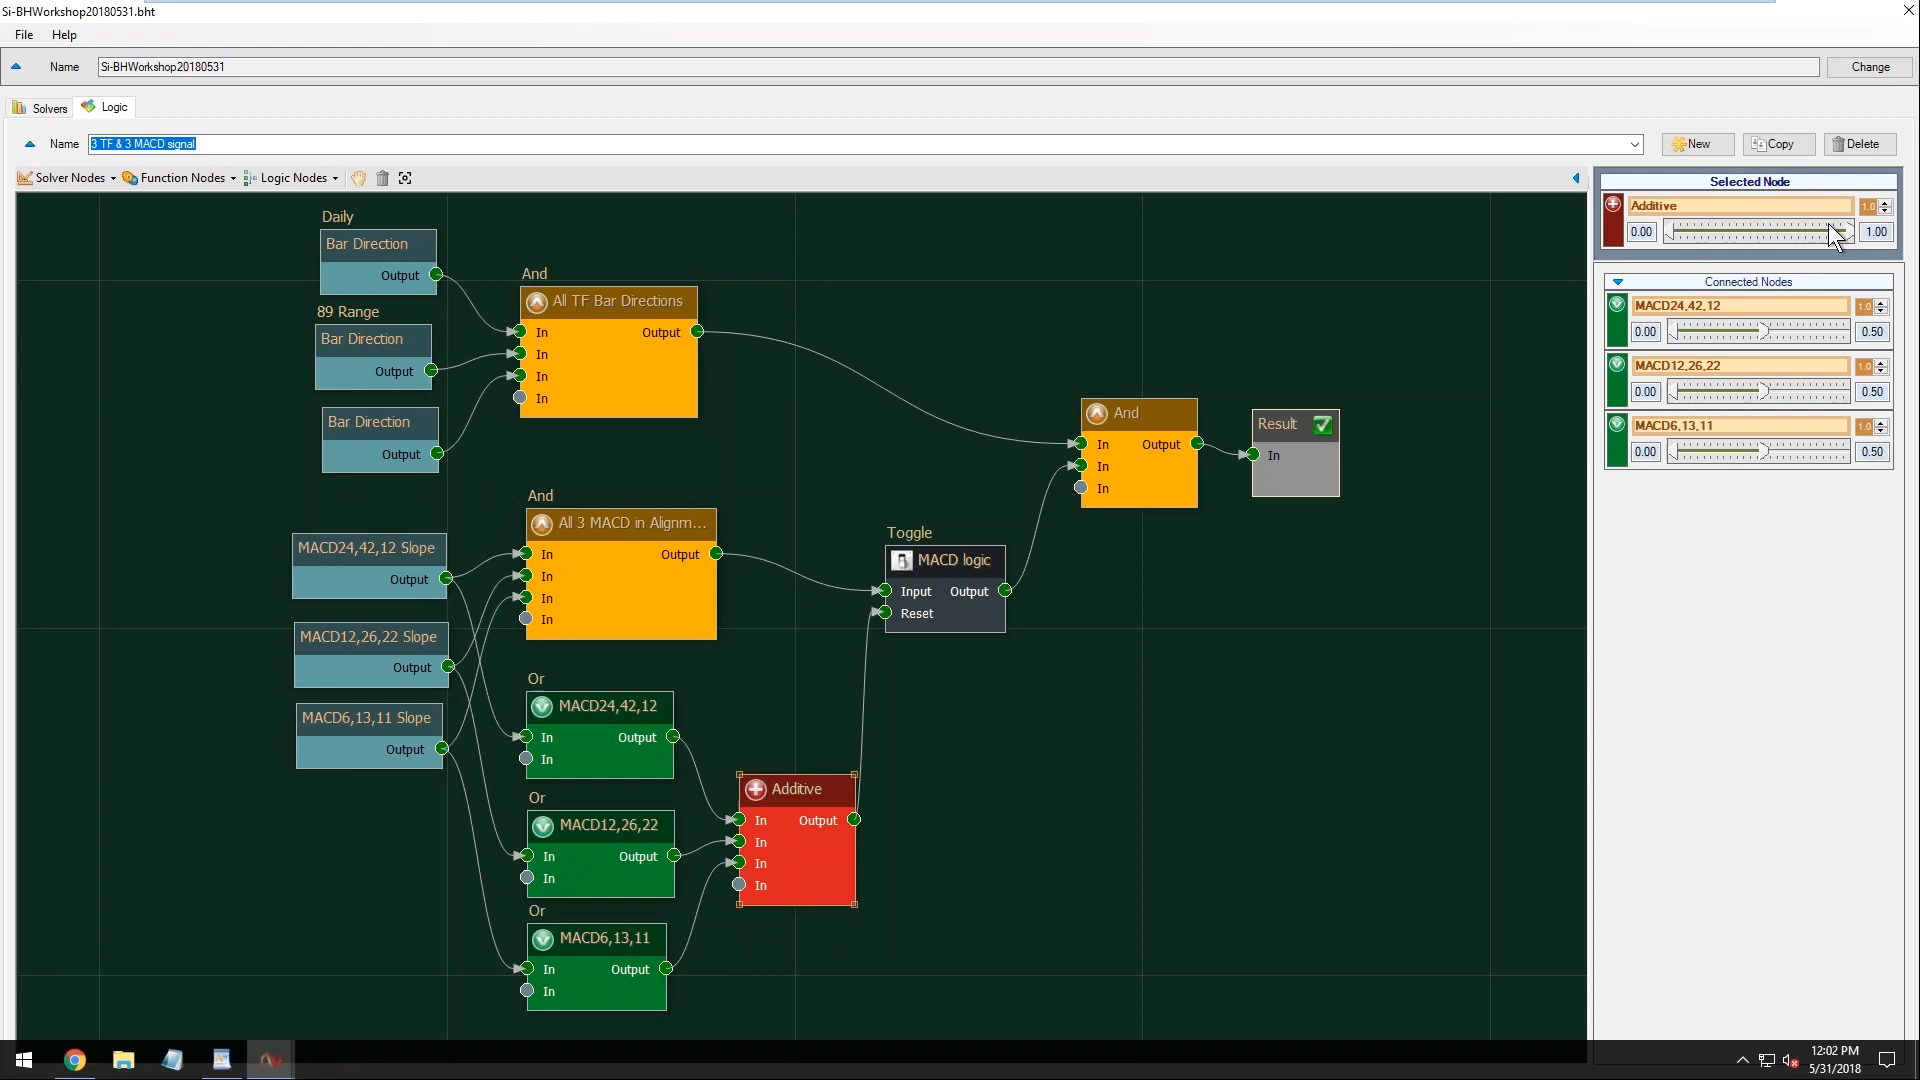 Si-BHWorkshop20180531.bht
File Help
Name Si-BHWorkshop20180531 Change
Solvers Logic
Name 3 TF & 3 MACD signal New Copy Delete
Solver Nodes Function Nodes Logic Nodes
Daily
Bar Direction
Output
89 Range
Bar Direction
Output
Bar Direction
Output
And
All TF Bar Directions
In Output
In
In
In
And
In Output
In
In
Result
In
MACD24,42,12 Slope
Output
MACD12,26,22 Slope
Output
MACD6,13,11 Slope
Output
And
All 3 MACD in Alignm...
In Output
In
In
In
Toggle
MACD logic
Input Output
Reset
Or
MACD24,42,12
In Output
In
Or
MACD12,26,22
In Output
In
Or
MACD6,13,11
In Output
In
Additive
In Output
In
In
In
Selected Node
Additive 1.0
0.00 1.00
Connected Nodes
MACD24,42,12 1.0
0.00 0.50
MACD12,26,22 1.0
0.00 0.50
MACD6,13,11 1.0
0.00 0.50
12:02 PM
5/31/2018